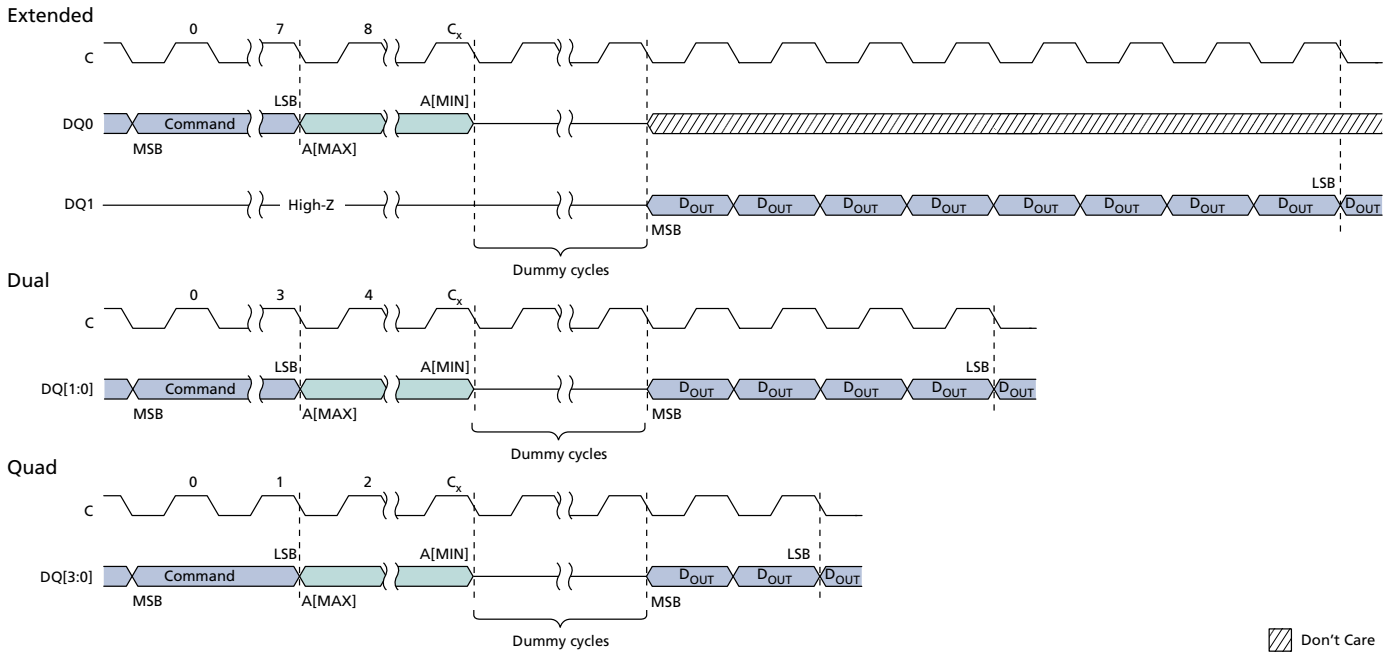 Extended
0 7 8 Cx
C
LSB A[MIN]
DQ0 Command
MSB A[MAX]
LSB
DQ1 High-Z DOUT DOUT DOUT DOUT DOUT DOUT DOUT DOUT DOUT
MSB
Dummy cycles
Dual
0 3 4 Cx
C
LSB A[MIN] LSB
DQ[1:0] Command DOUT DOUT DOUT DOUT DOUT
MSB A[MAX] MSB
Dummy cycles
Quad
0 1 2 Cx
C
LSB A[MIN] LSB
DQ[3:0] Command DOUT DOUT DOUT
MSB A[MAX] MSB
Dummy cycles
Don't Care